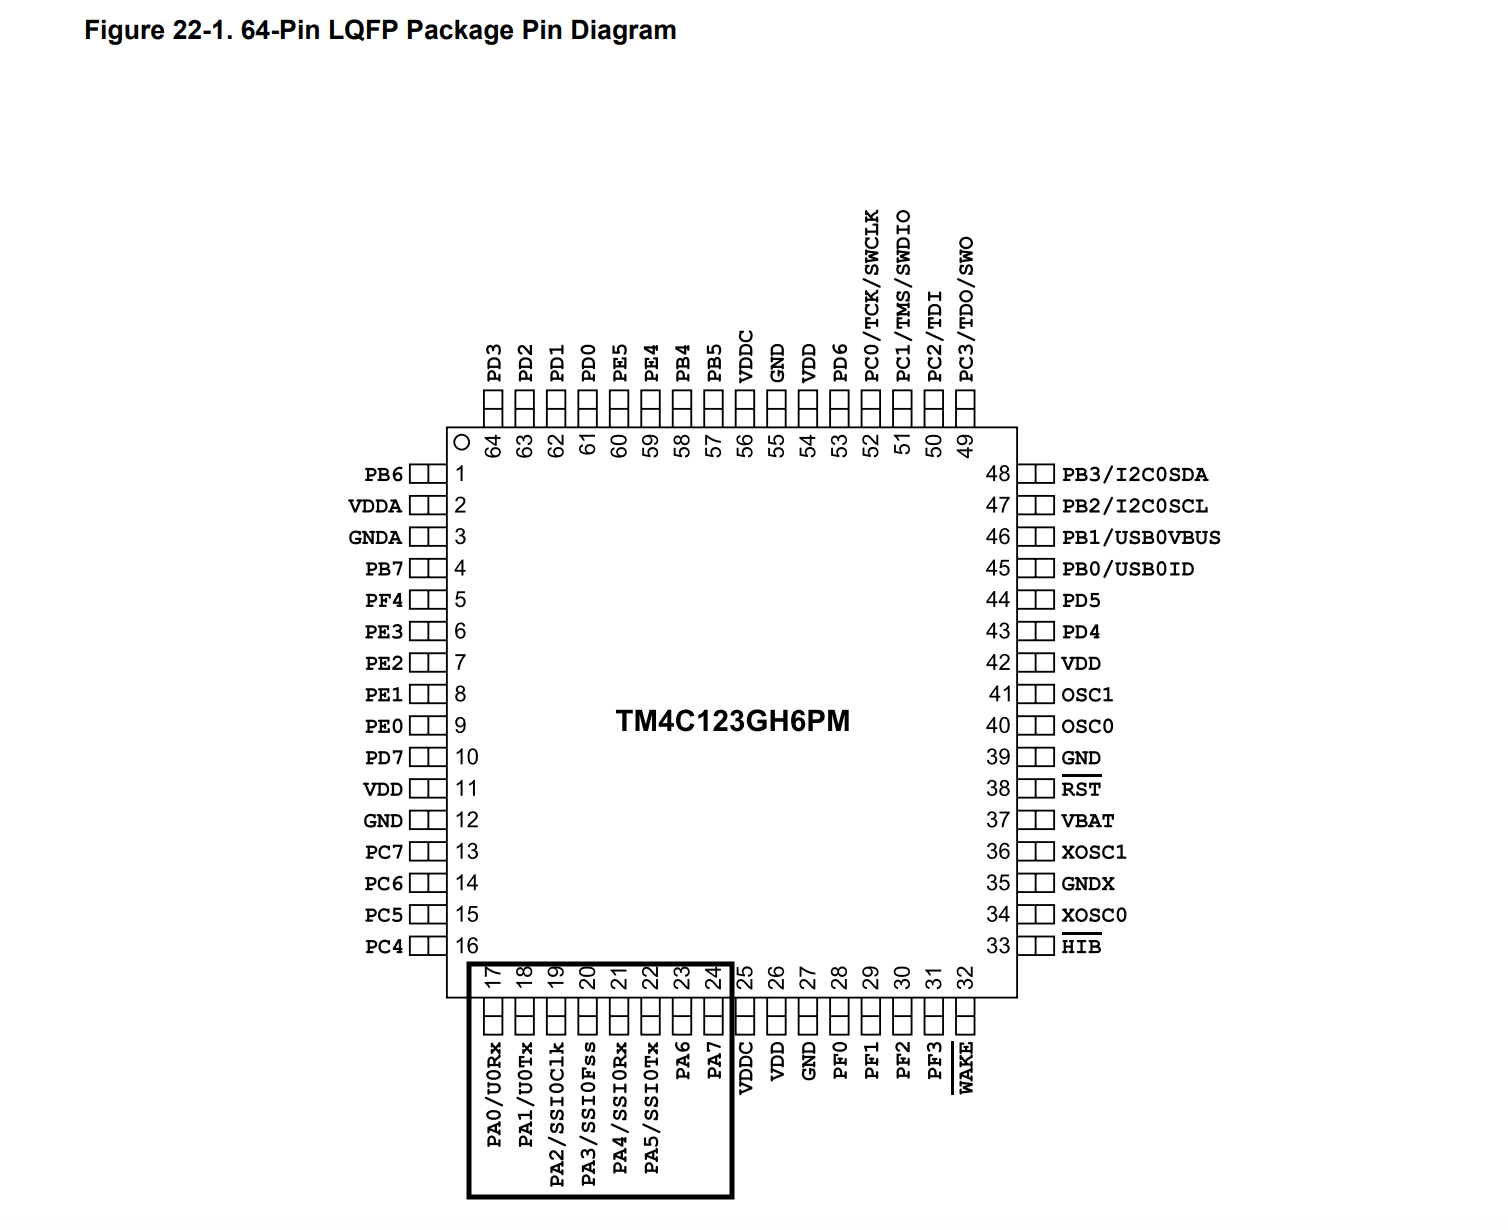 Figure 22-1. 64-Pin LQFP Package Pin Diagram
PD3
PD2
PD1
PD0
PE5
PE4
PB4
PB5
VDDC
GND
VDD
PD6
PC0/TCK/SWCLK
PC1/TMS/SWDIO
PC2/TDI
PC3/TDO/SWO
64
63
62
61
60
59
58
57
56
55
54
53
52
51
50
49
PB6 1
VDDA 2
GNDA 3
PB7 4
PF4 5
PE3 6
PE2 7
PE1 8
PE0 9
PD7 10
VDD 11
GND 12
PC7 13
PC6 14
PC5 15
PC4 16
TM4C123GH6PM
48 PB3/I2C0SDA
47 PB2/I2C0SCL
46 PB1/USB0VBUS
45 PB0/USB0ID
44 PD5
43 PD4
42 VDD
41 OSC1
40 OSC0
39 GND
38 RST
37 VBAT
36 XOSC1
35 GNDX
34 XOSC0
33 HIB
17
18
19
20
21
22
23
24
25
26
27
28
29
30
31
32
PA0/U0Rx
PA1/U0Tx
PA2/SSI0Clk
PA3/SSI0Fss
PA4/SSI0Rx
PA5/SSI0Tx
PA6
PA7
VDDC
VDD
GND
PF0
PF1
PF2
PF3
WAKE